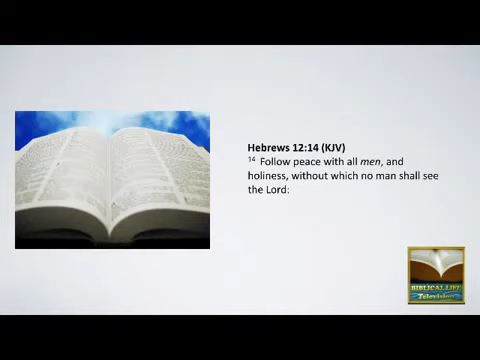 Hebrews 12:14 (KJV)
14 Follow peace with all men, and
holiness, without which no man shall see
the Lord:
BIBLICAL LIFE
Television